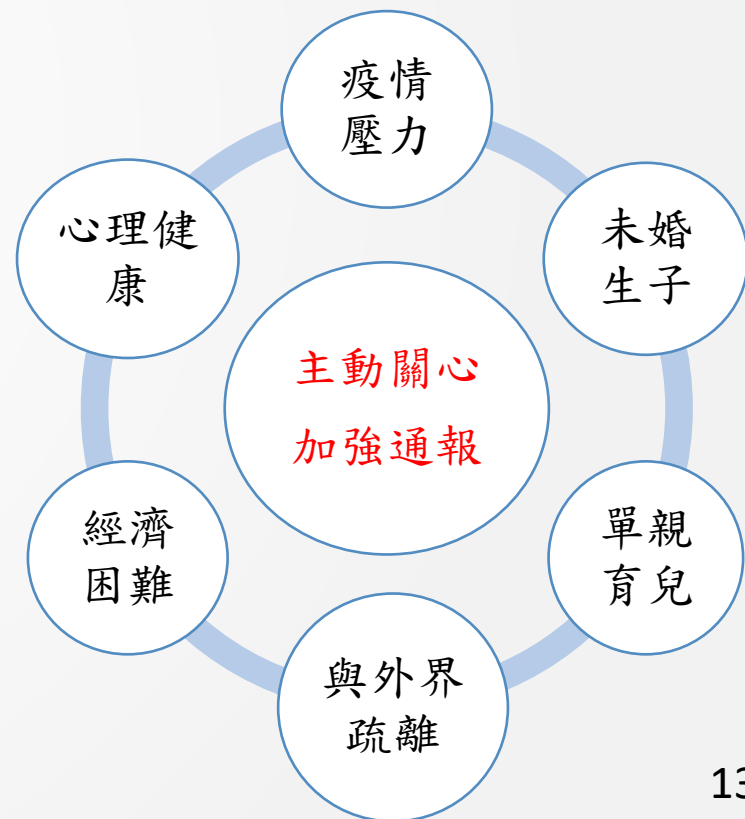 疫情
壓力
未婚
生子
單親
育兒
與外界
疏離
經濟
困難
心理健
康
主動關心
加強通報
13